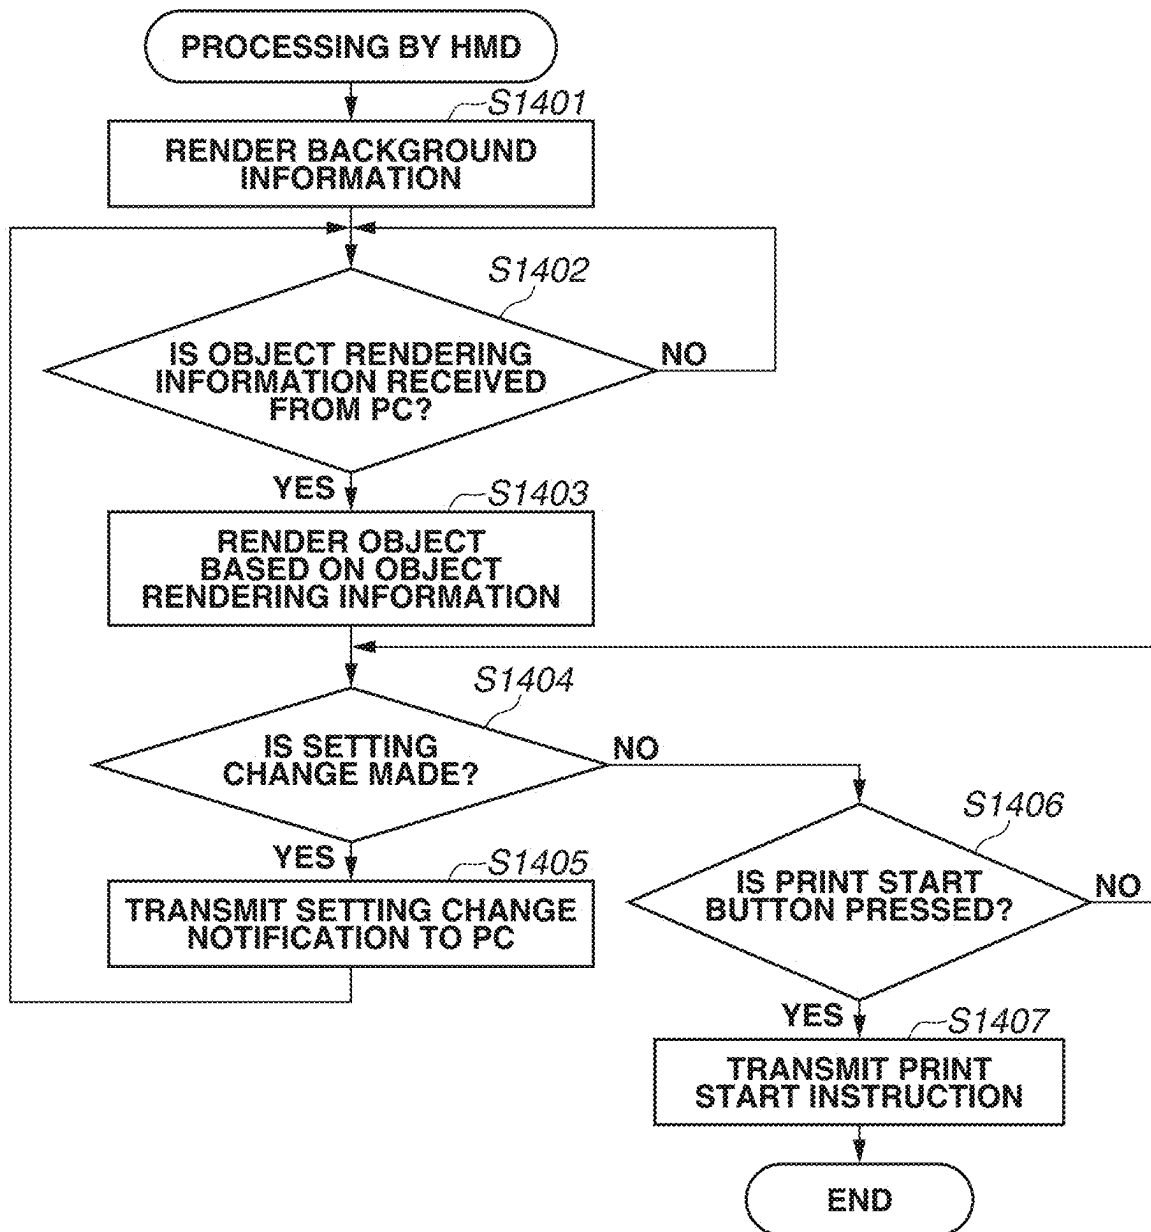 PROCESSING BY HMD
S1401
RENDER BACKGROUND
INFORMATION
S1402
IS OBJECT RENDERING
INFORMATION RECEIVED
FROM PC?
NO
YES
S1403
RENDER OBJECT
BASED ON OBJECT
RENDERING INFORMATION
S1404
IS SETTING
CHANGE MADE?
NO
YES
S1405
TRANSMIT SETTING CHANGE
NOTIFICATION TO PC
S1406
IS PRINT START
BUTTON PRESSED?
NO
YES
S1407
TRANSMIT PRINT
START INSTRUCTION
END